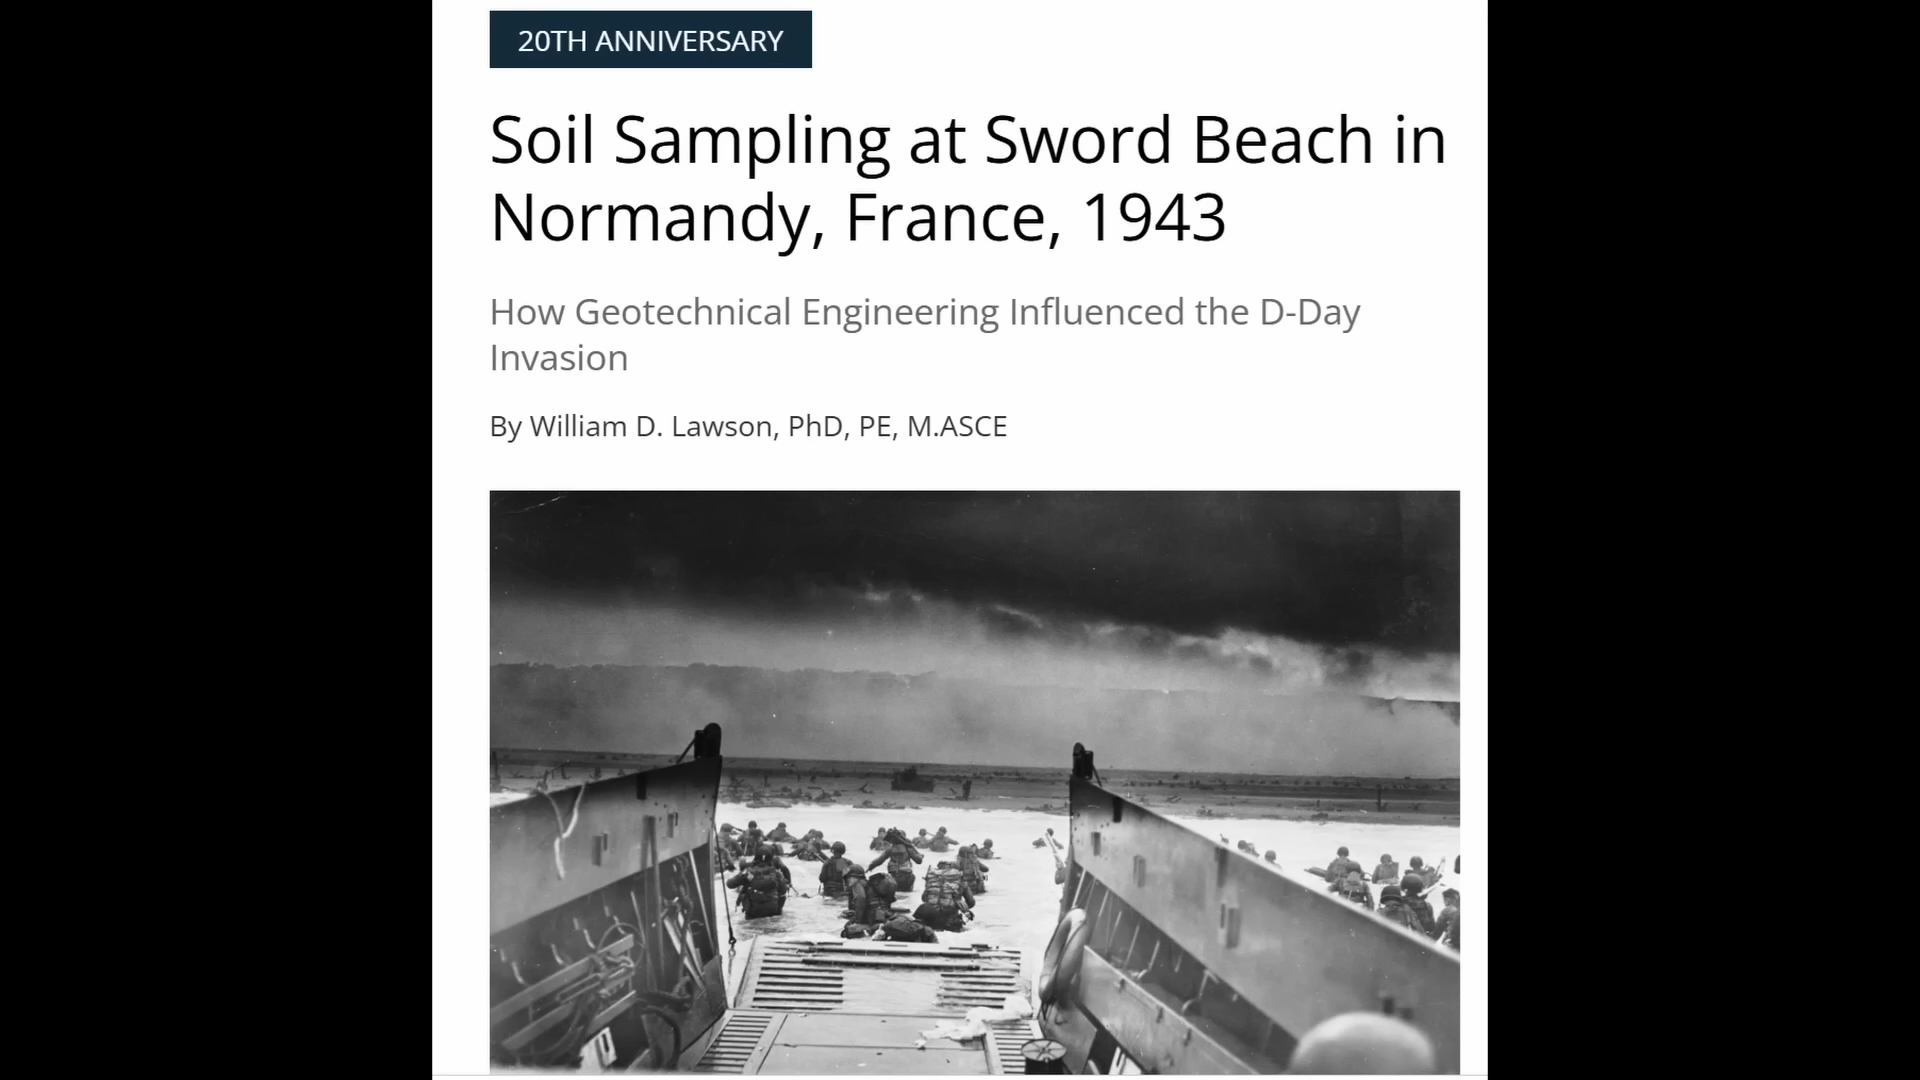 20TH ANNIVERSARY
Soil Sampling at Sword Beach in
Normandy, France, 1943
How Geotechnical Engineering Influenced the D-Day
Invasion
By William D. Lawson, PhD, PE, M.ASCE